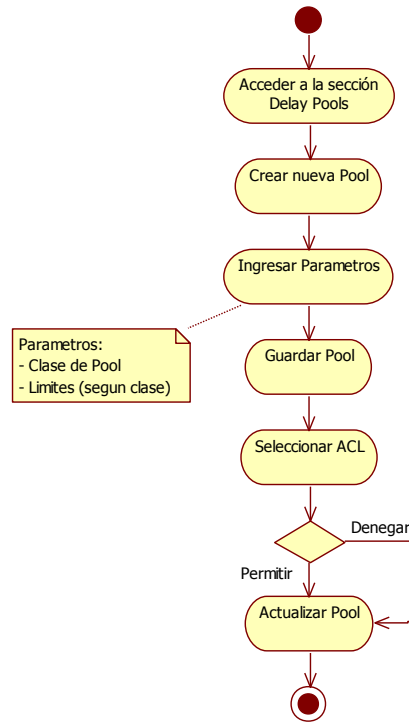 Acceder a la sección
Delay Pools
Crear nueva Pool
Ingresar Parametros
Parametros:
- Clase de Pool
- Limites (segun clase)
Guardar Pool
Seleccionar ACL
Denegar
Permitir
Actualizar Pool